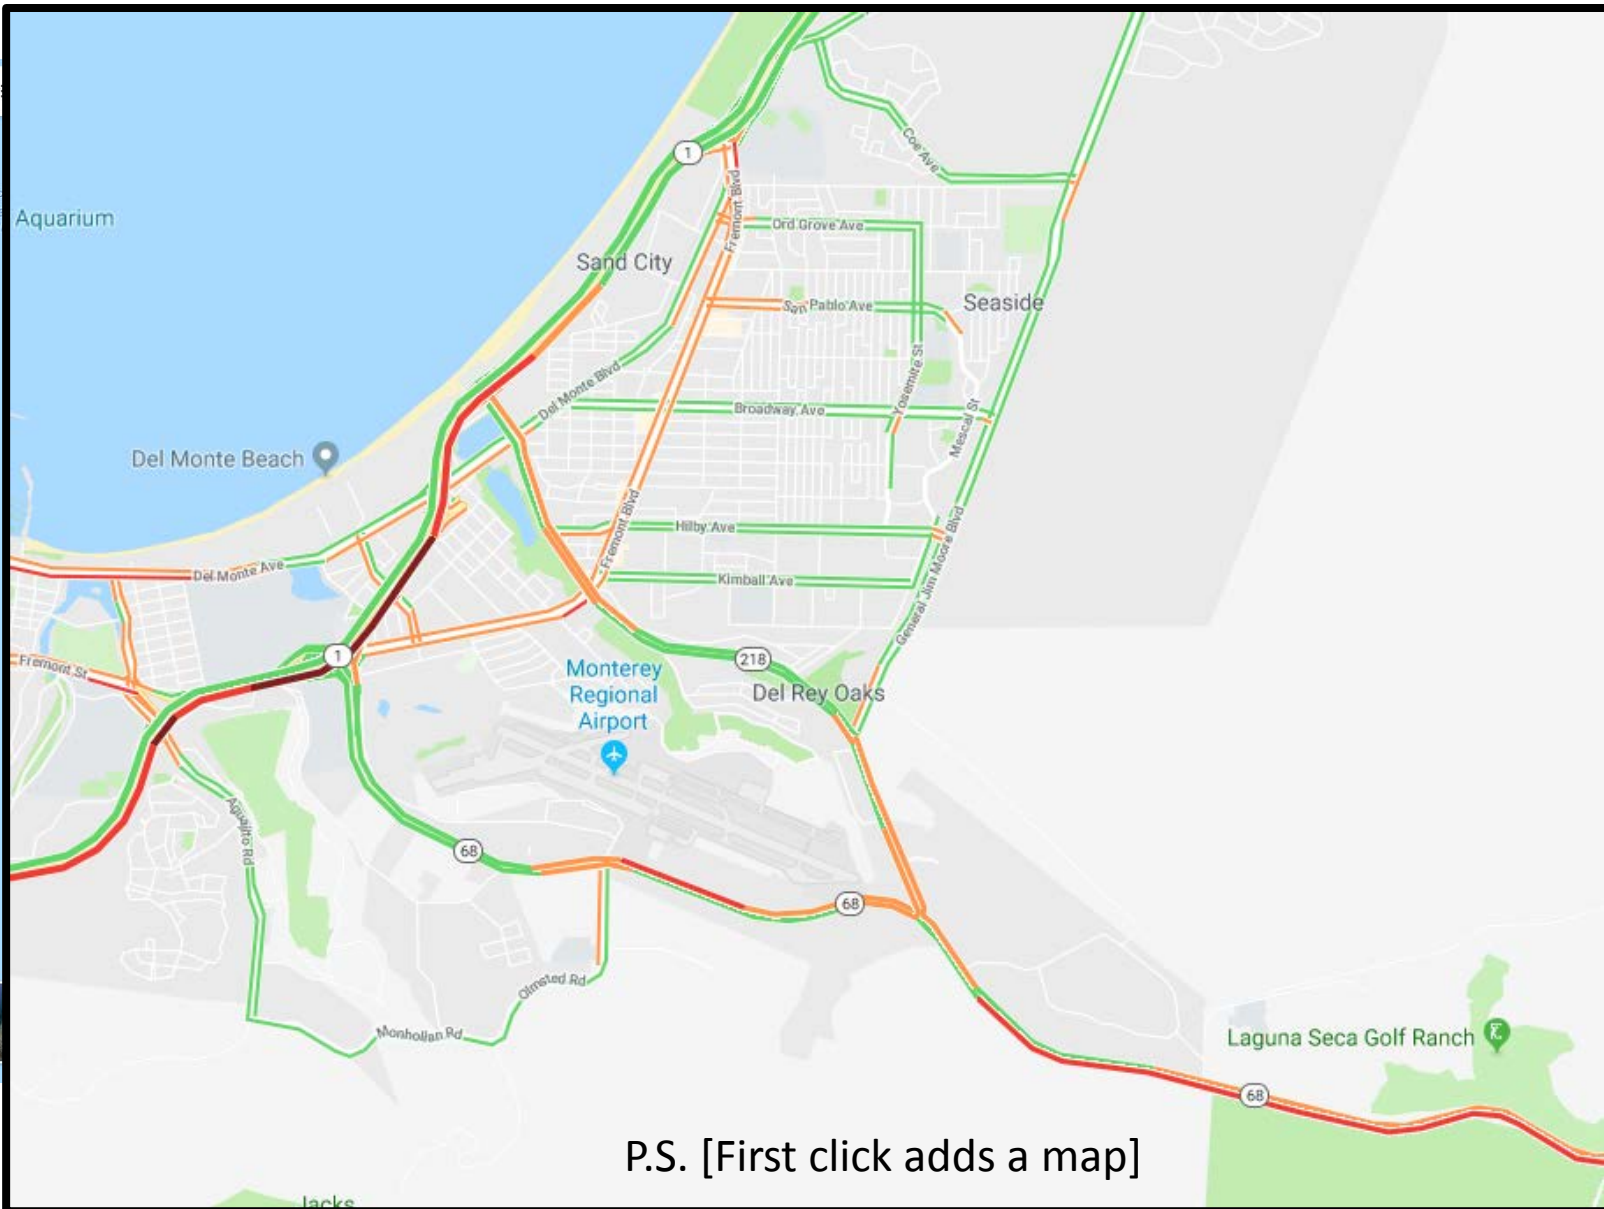 1
Coe Ave
Aquarium
Fremont Blvd
Ord Grove Ave
Sand City
Seaside
San Pablo Ave
Del Monte Blvd
Yosemite St
Broadway Ave
Mescal St
Del Monte Beach
Fremont Blvd
Hilby Ave
General Jim Moore Blvd
Del Monte Ave
Kimball Ave
1
Fremont St
218
Monterey
Regional
Airport
Del Rey Oaks
Aguajito Rd
68
68
Olmsted Rd
Monhollan Rd
Laguna Seca Golf Ranch
68
P.S. [First click adds a map]
Jacks